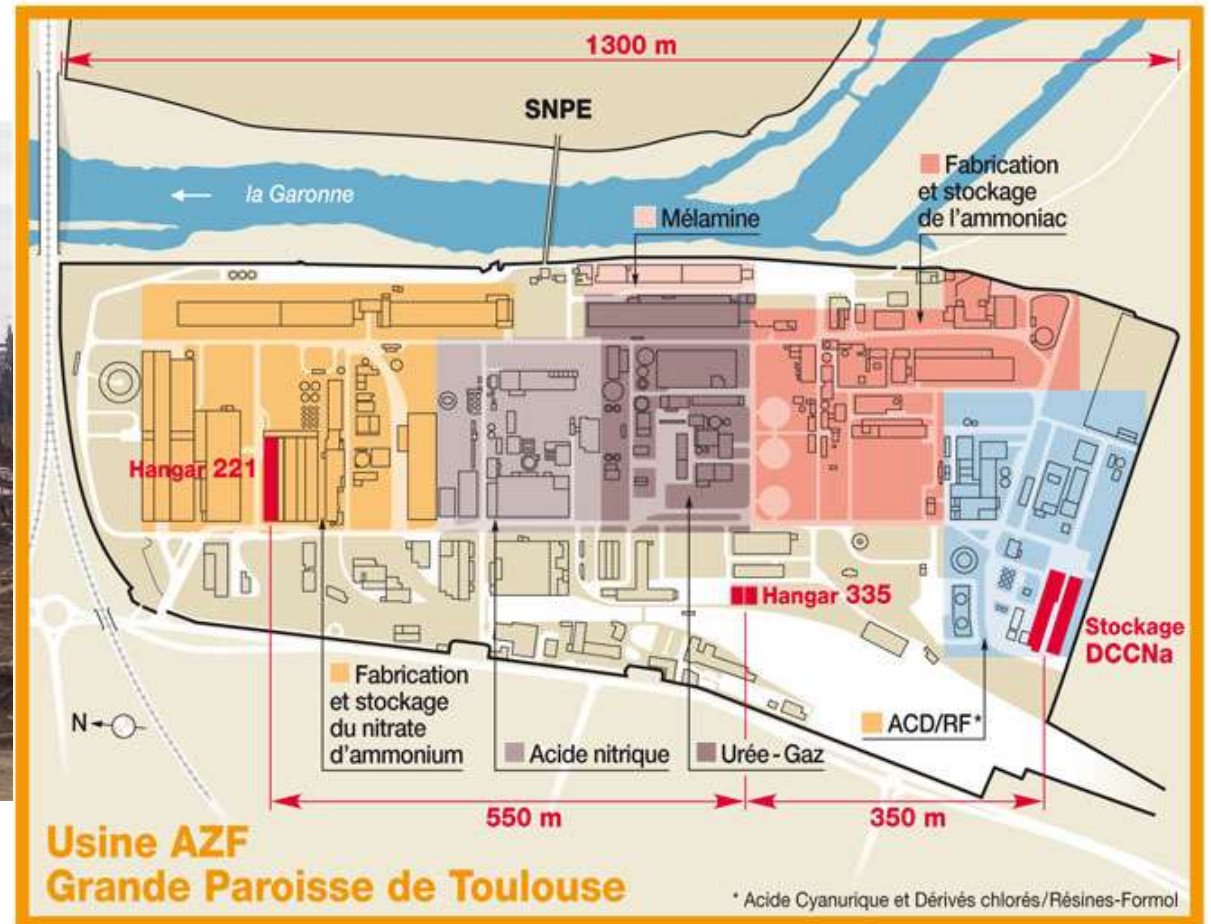 1300 m
SNPE
← la Garonne
Fabrication
et stockage
de l'ammoniac
Mélamine
Hangar 221
Hangar 335
Stockage
DCCNa
Fabrication
et stockage
du nitrate
d'ammonium
Acide nitrique
Urée - Gaz
ACD/RF*
N
550 m
350 m
Usine AZF
Grande Paroisse de Toulouse
* Acide Cyanurique et Dérivés chlorés/Résines-Formol